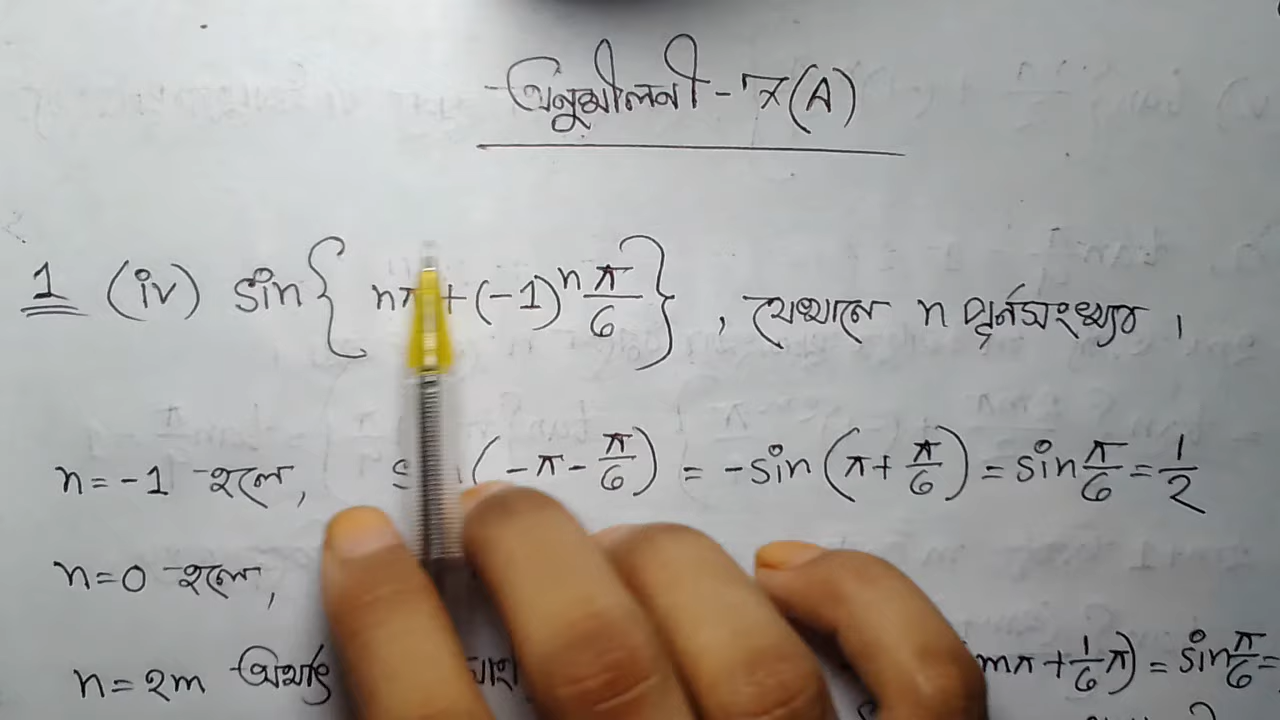 অনুশীলনী - ৭(A)
1 (iv) sin{ nπ + (-1)^n π/6 } , যেখানে n পূর্নসংখ্যা ।
n = -1 হলে, (-π - π/6) = -sin(π + π/6) = sin π/6 = 1/2
n = 0 হলে,
n = 2m অর্থাৎ mπ + 1/6 π) = sin π/6 =